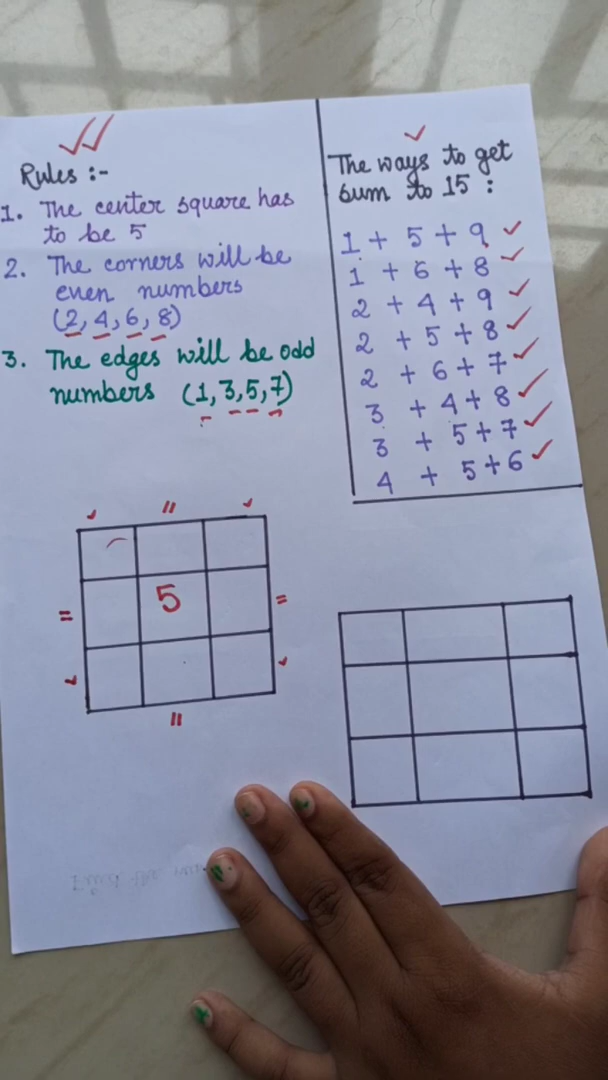 Rules :-
1. The center square has
to be 5
2. The corners will be
even numbers
(2, 4, 6, 8)
3. The edges will be odd
numbers (1, 3, 5, 7)
The ways to get
sum to 15 :
1 + 5 + 9
1 + 6 + 8
2 + 4 + 9
2 + 5 + 8
2 + 6 + 7
3 + 4 + 8
3 + 5 + 7
4 + 5 + 6
5